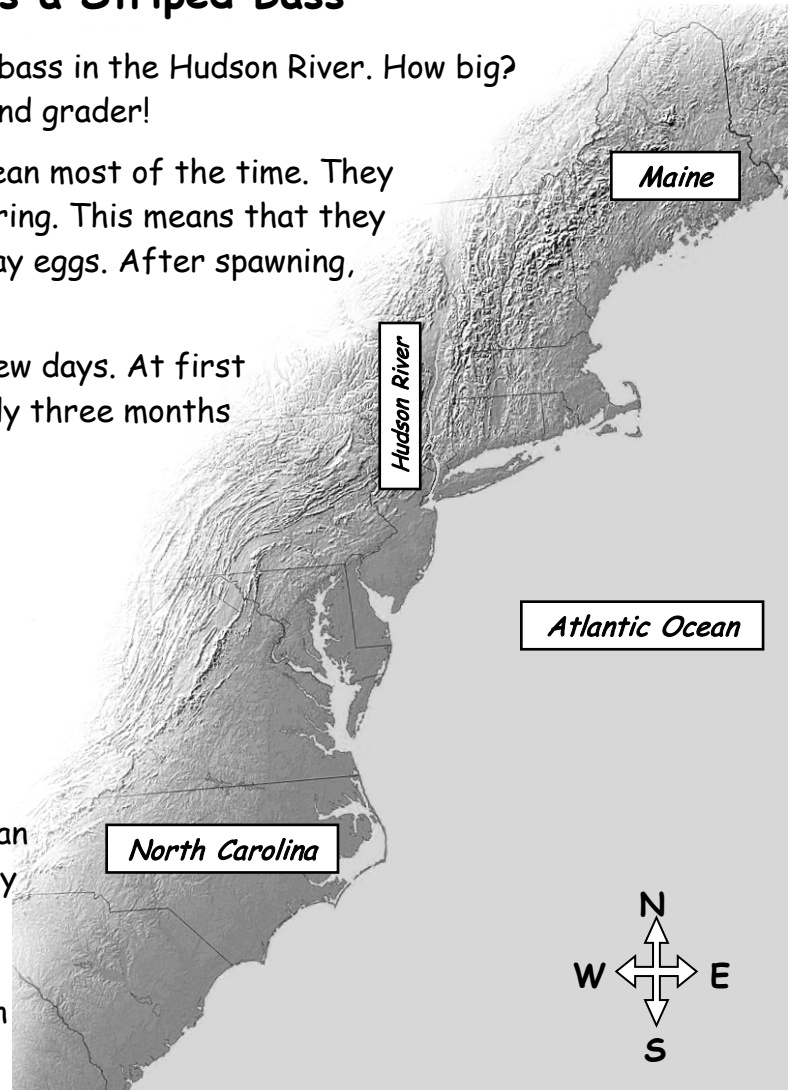 s a Striped Bass
bass in the Hudson River. How big?
nd grader!
ean most of the time. They
ring. This means that they
ay eggs. After spawning,
ew days. At first
ly three months
Maine
Hudson River
Atlantic Ocean
North Carolina
an
y
n
N
W E
S